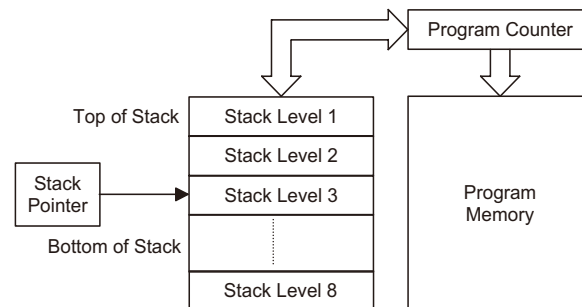 Program Counter
Top of Stack
Stack Level 1
Stack Level 2
Stack
Pointer
Stack Level 3
Program
Memory
Bottom of Stack
Stack Level 8